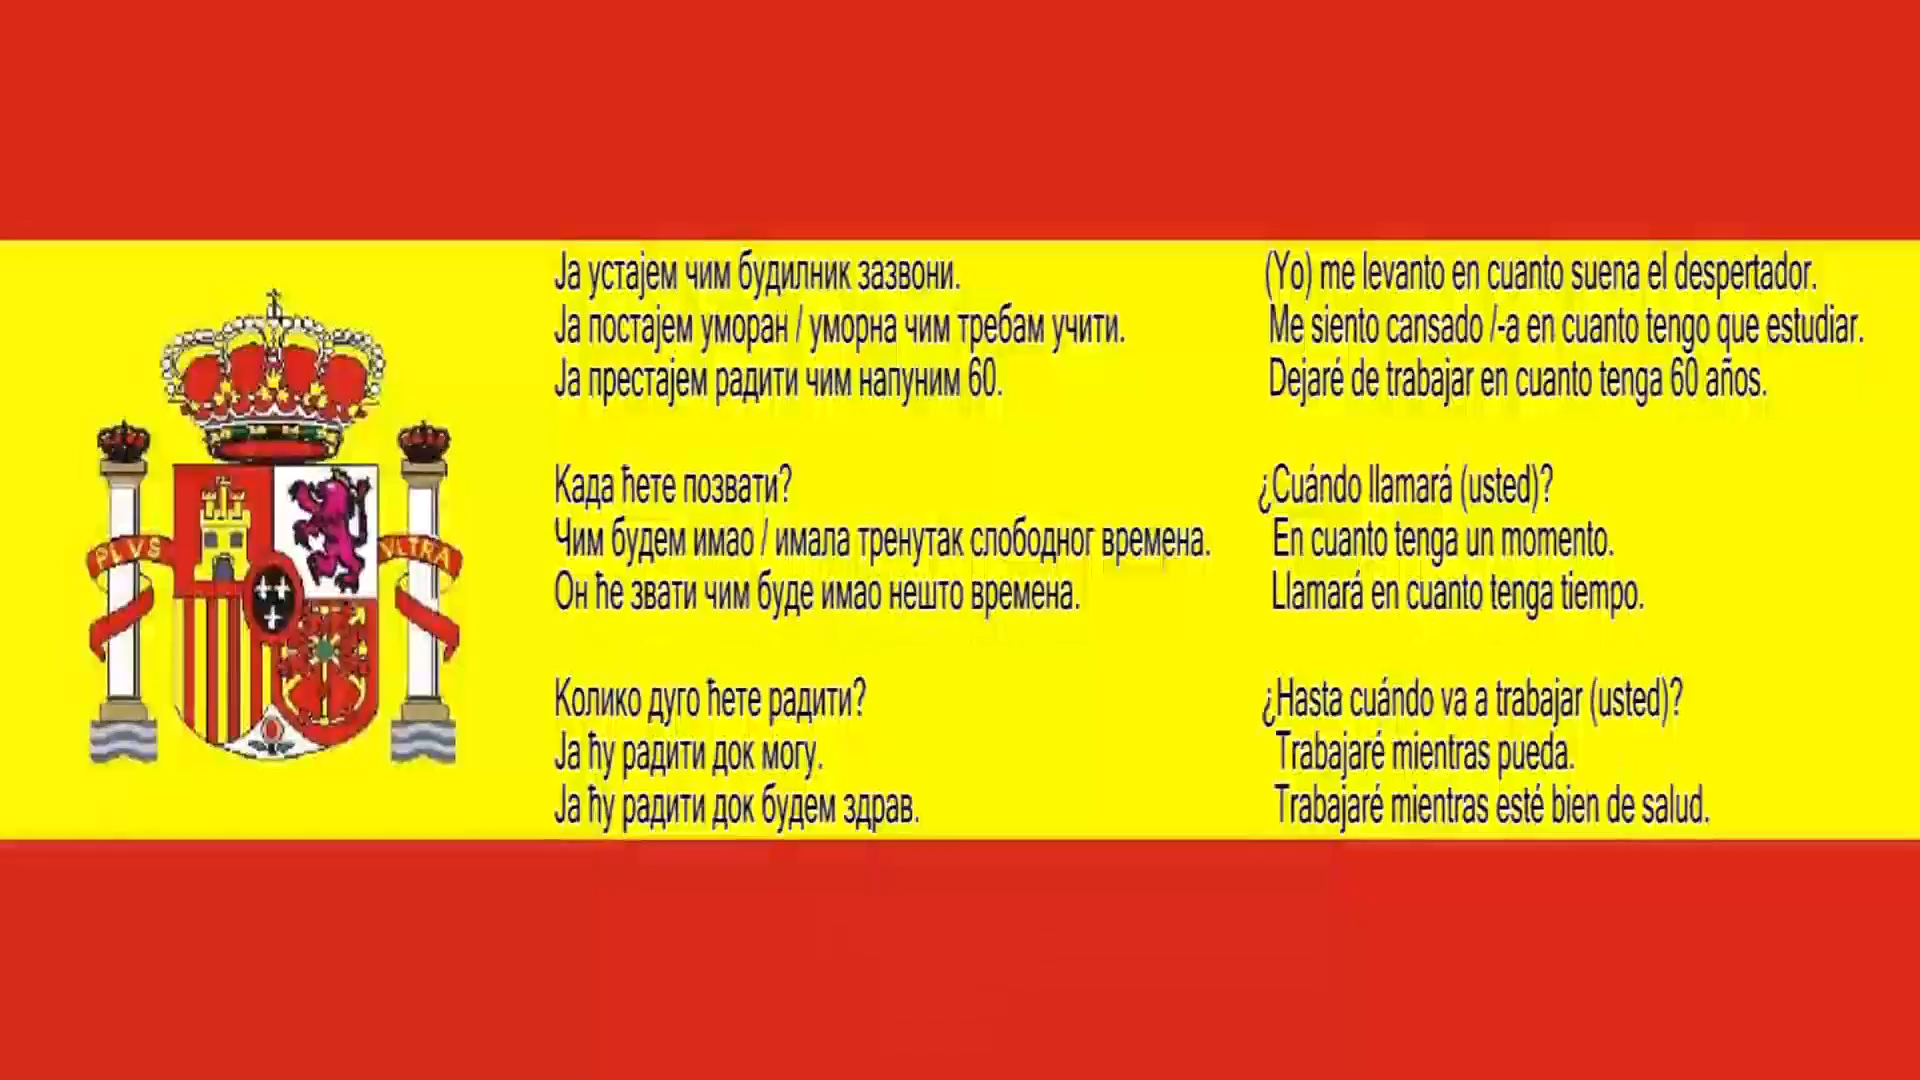 Ја устајем чим будилник зазвони.
Ја постајем уморан / уморна чим требам учити.
Ја престајем радити чим напуним 60.
Када ћете позвати?
Чим будем имао / имала тренутак слободног времена.
Он ће звати чим буде имао нешто времена.
Колико дуго ћете радити?
Ја ћу радити док могу.
Ја ћу радити док будем здрав.
(Yo) me levanto en cuanto suena el despertador.
Me siento cansado /-a en cuanto tengo que estudiar.
Dejaré de trabajar en cuanto tenga 60 años.
¿Cuándo llamará (usted)?
En cuanto tenga un momento.
Llamará en cuanto tenga tiempo.
¿Hasta cuándo va a trabajar (usted)?
Trabajaré mientras pueda.
Trabajaré mientras esté bien de salud.
PLVS VLTRA